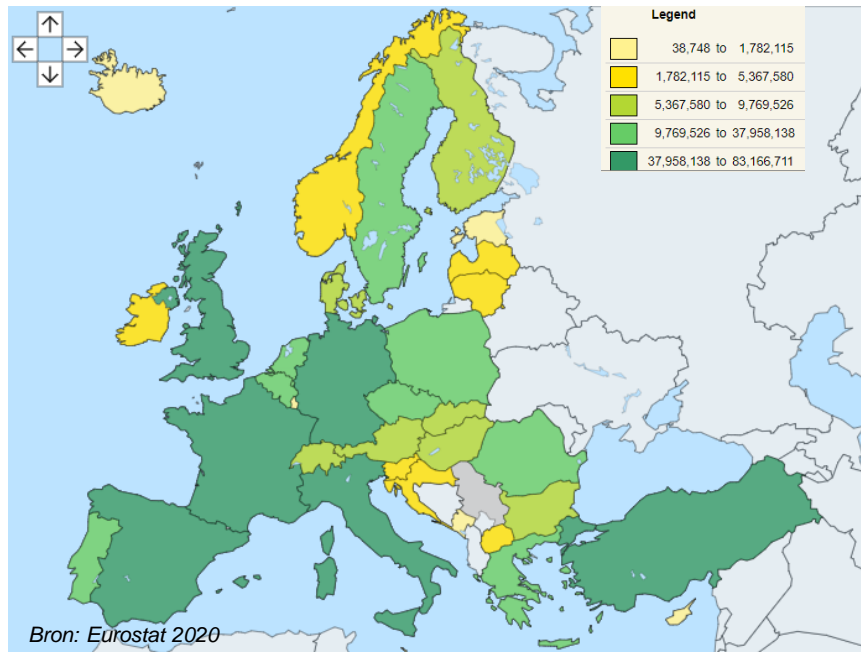 Legend
38,748 to 1,782,115
1,782,115 to 5,367,580
5,367,580 to 9,769,526
9,769,526 to 37,958,138
37,958,138 to 83,166,711
Bron: Eurostat 2020